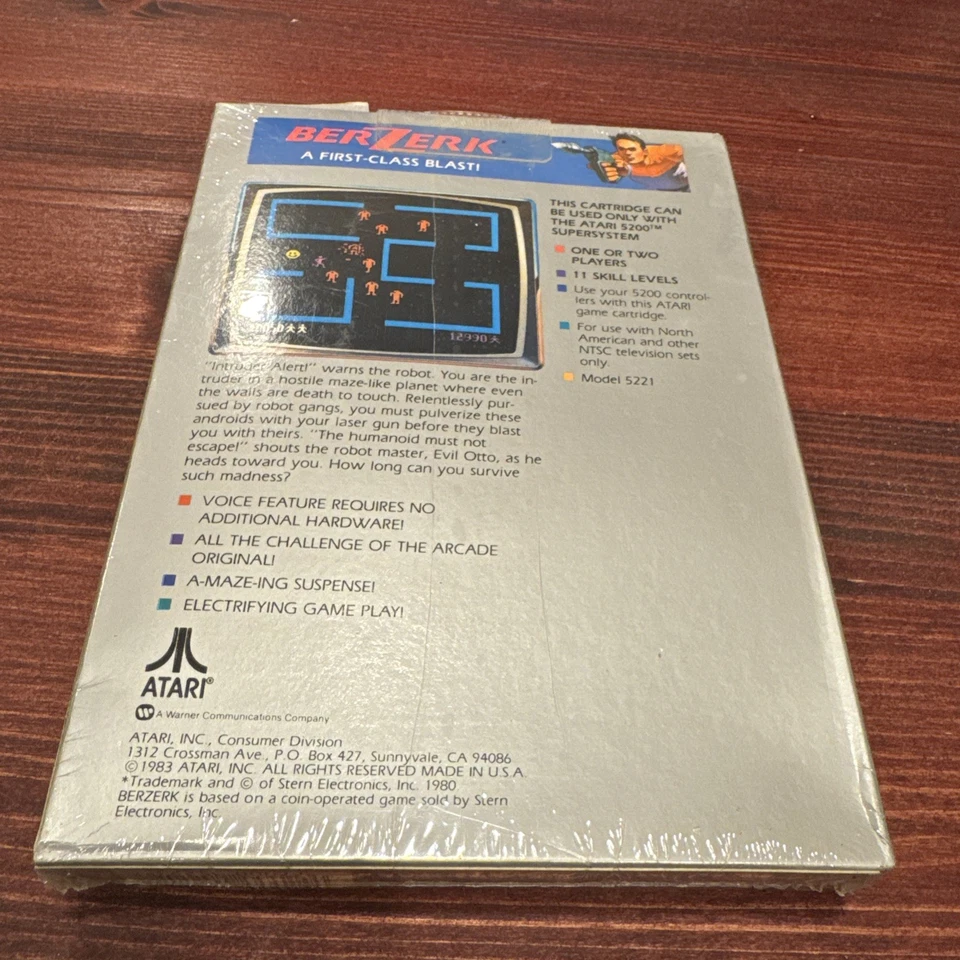 BERZERK
A FIRST-CLASS BLAST!
THIS CARTRIDGE CAN
BE USED ONLY WITH
THE ATARI 5200™
SUPERSYSTEM
ONE OR TWO
PLAYERS
11 SKILL LEVELS
Use your 5200 control-
lers with this ATARI
game cartridge.
For use with North
American and other
NTSC television sets
only.
Model 5221
12990
"Intruder Alert!" warns the robot. You are the in-
truder in a hostile maze-like planet where even
the walls are death to touch. Relentlessly pur-
sued by robot gangs, you must pulverize these
androids with your laser gun before they blast
you with theirs. "The humanoid must not
escape!" shouts the robot master, Evil Otto, as he
heads toward you. How long can you survive
such madness?
VOICE FEATURE REQUIRES NO
ADDITIONAL HARDWARE!
ALL THE CHALLENGE OF THE ARCADE
ORIGINAL!
A-MAZE-ING SUSPENSE!
ELECTRIFYING GAME PLAY!
ATARI®
A Warner Communications Company
ATARI, INC., Consumer Division
1312 Crossman Ave., P.O. Box 427, Sunnyvale, CA 94086
© 1983 ATARI, INC. ALL RIGHTS RESERVED MADE IN U.S.A.
*Trademark and © of Stern Electronics, Inc. 1980
BERZERK is based on a coin-operated game sold by Stern
Electronics, Inc.